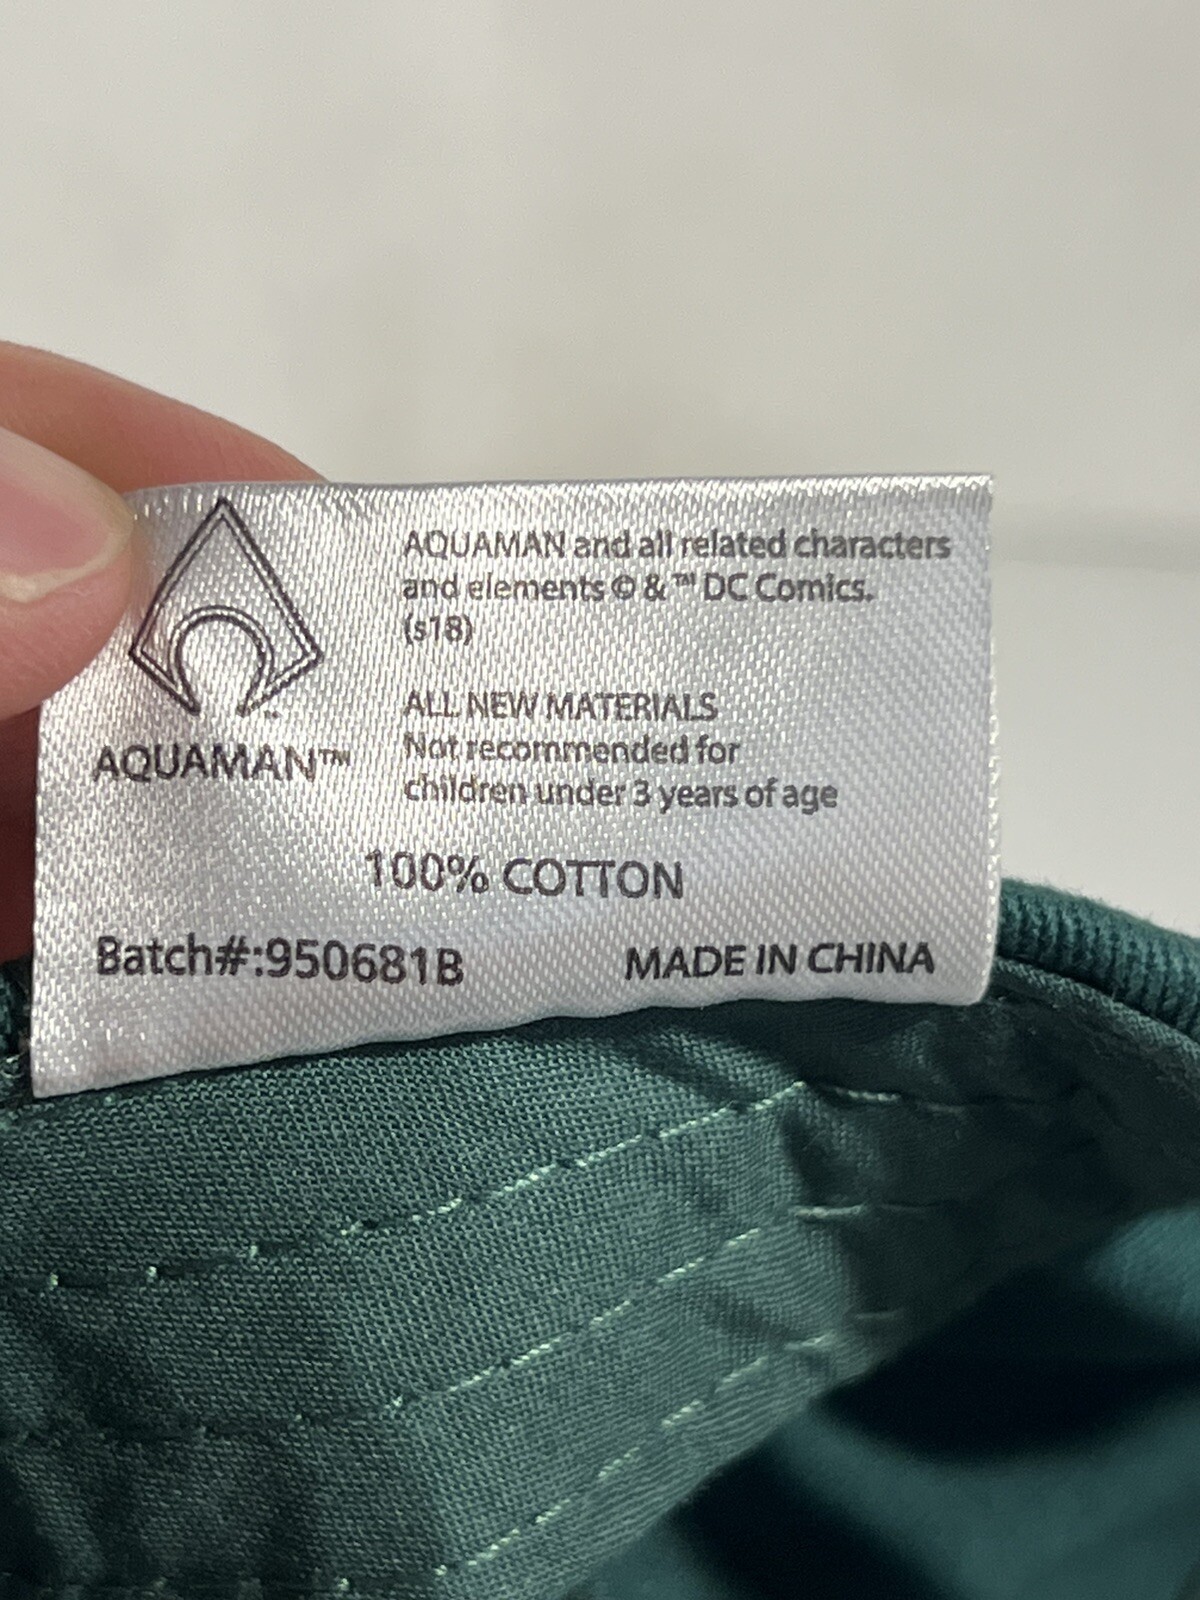 AQUAMAN and all related characters
and elements © & ™ DC Comics.
(s18)
ALL NEW MATERIALS
Not recommended for
children under 3 years of age
™
AQUAMAN™
100% COTTON
Batch#:950681B
MADE IN CHINA